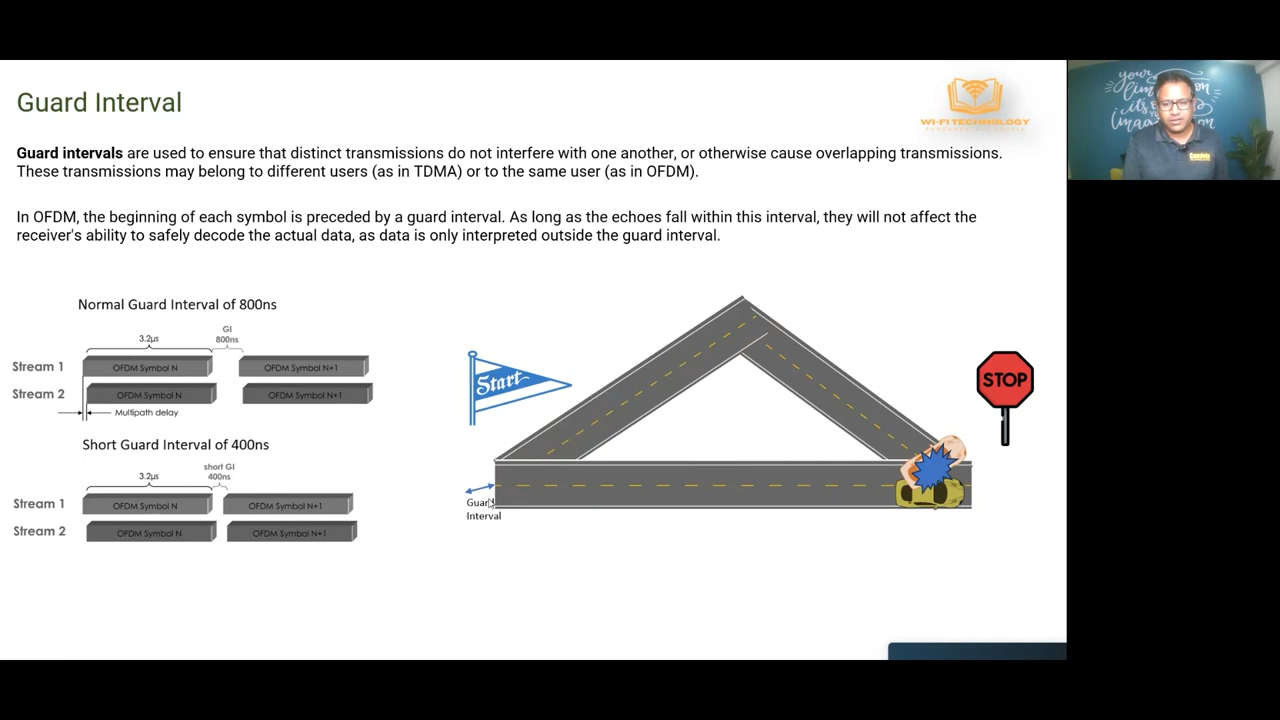 Guard Interval
WI-FI TECHNOLOGY
Guard intervals are used to ensure that distinct transmissions do not interfere with one another, or otherwise cause overlapping transmissions.
These transmissions may belong to different users (as in TDMA) or to the same user (as in OFDM).
In OFDM, the beginning of each symbol is preceded by a guard interval. As long as the echoes fall within this interval, they will not affect the
receiver's ability to safely decode the actual data, as data is only interpreted outside the guard interval.
Normal Guard Interval of 800ns
3.2µs
GI
800ns
Stream 1
OFDM Symbol N
OFDM Symbol N+1
Stream 2
OFDM Symbol N
OFDM Symbol N+1
Multipath delay
Short Guard Interval of 400ns
3.2µs
short GI
400ns
Stream 1
OFDM Symbol N
OFDM Symbol N+1
Stream 2
OFDM Symbol N
OFDM Symbol N+1
Start
STOP
Guard
Interval
your